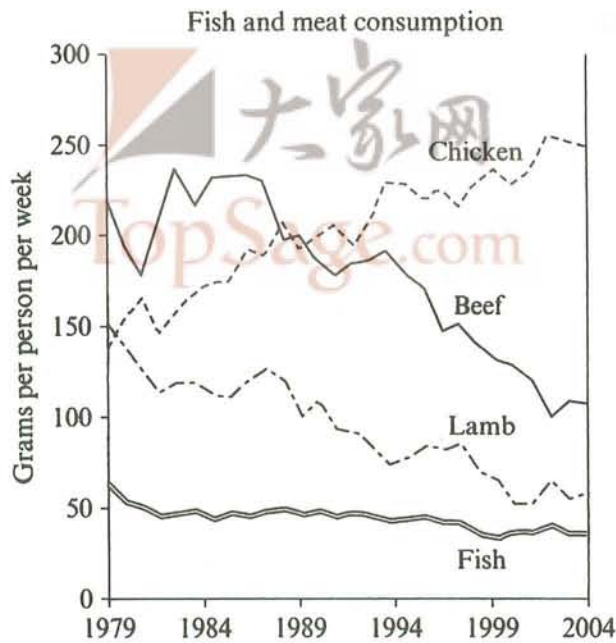 Fish and meat consumption
300
250
200
150
100
50
0
Grams per person per week
大家网
TopSage.com
Chicken
Beef
Lamb
Fish
1979 1984 1989 1994 1999 2004